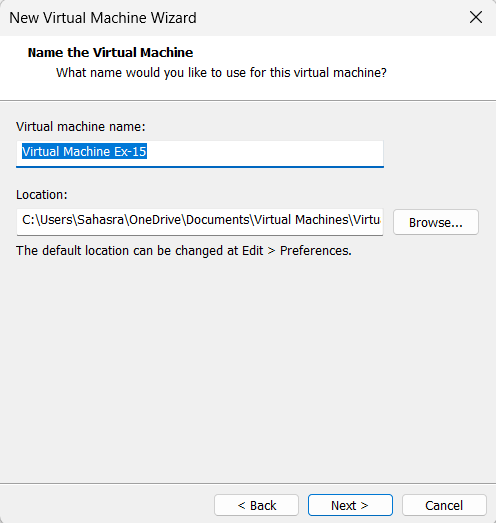 New Virtual Machine Wizard
Name the Virtual Machine
What name would you like to use for this virtual machine?
Virtual machine name:
Virtual Machine Ex-15
Location:
C:\Users\Sahasra\OneDrive\Documents\Virtual Machines\Virtua
Browse...
The default location can be changed at Edit > Preferences.
< Back
Next >
Cancel